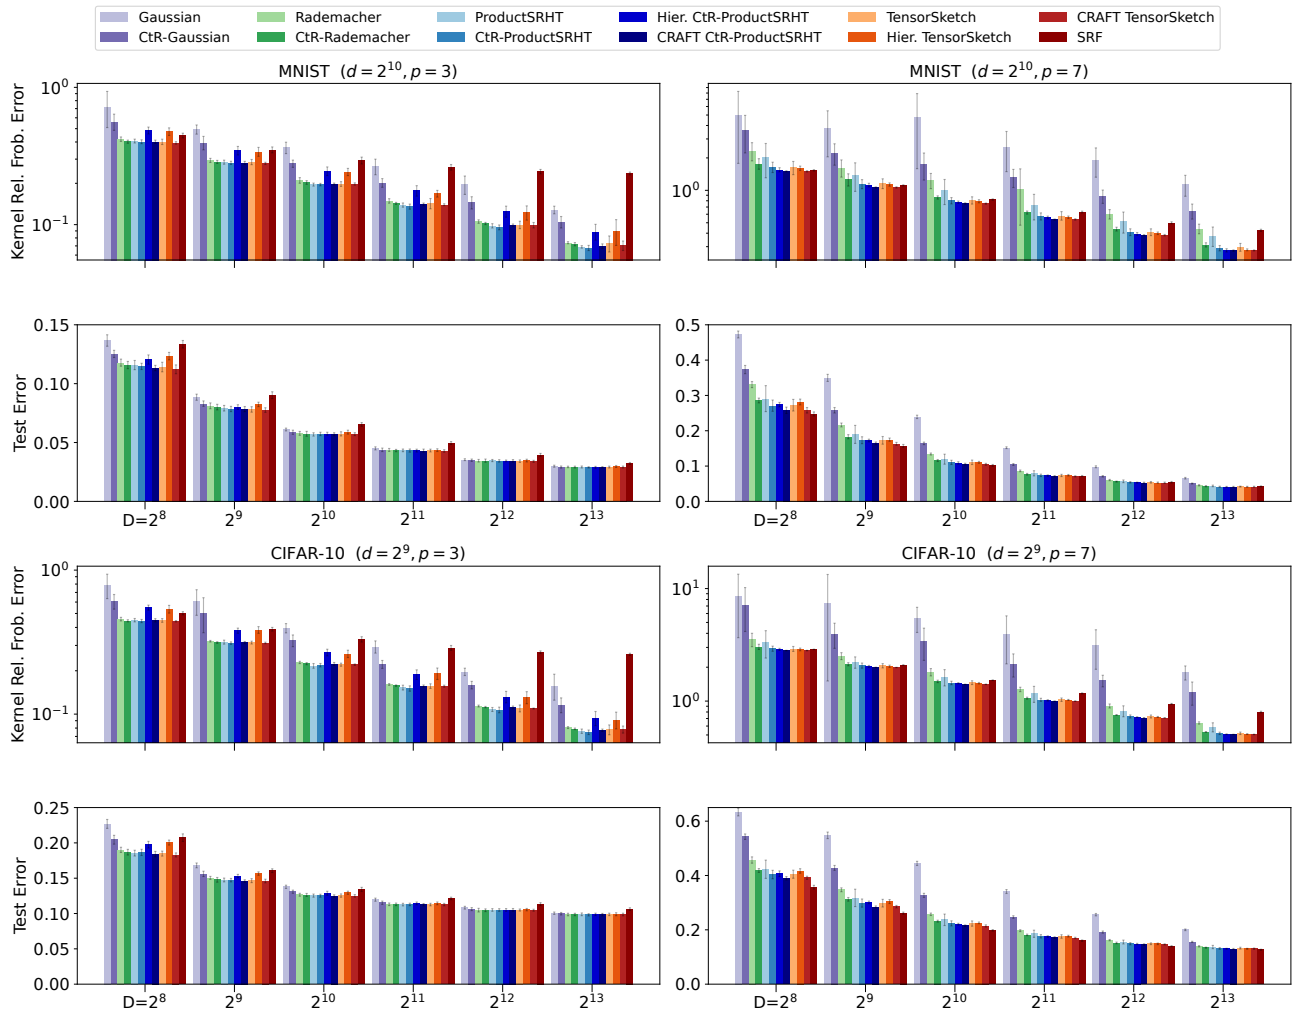 Gaussian Rademacher ProductSRHT Hier. CtR-ProductSRHT TensorSketch CRAFT TensorSketch
CtR-Gaussian CtR-Rademacher CtR-ProductSRHT CRAFT CtR-ProductSRHT Hier. TensorSketch SRF
MNIST (d = 2^10, p = 3)
MNIST (d = 2^10, p = 7)
Kernel Rel. Frob. Error
10^0
10^-1
10^0
Test Error
0.15
0.10
0.05
0.00
D=2^8 2^9 2^10 2^11 2^12 2^13
0.5
0.4
0.3
0.2
0.1
0.0
D=2^8 2^9 2^10 2^11 2^12 2^13
CIFAR-10 (d = 2^9, p = 3)
CIFAR-10 (d = 2^9, p = 7)
Kernel Rel. Frob. Error
10^0
10^-1
10^1
10^0
Test Error
0.25
0.20
0.15
0.10
0.05
0.00
D=2^8 2^9 2^10 2^11 2^12 2^13
0.6
0.4
0.2
0.0
D=2^8 2^9 2^10 2^11 2^12 2^13